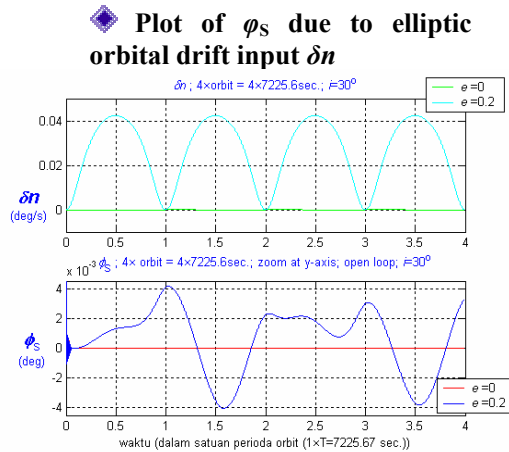 Plot of φS due to elliptic
orbital drift input δn
δn ; 4×orbit = 4×7225.6sec.; i=30º
e =0
e =0.2
0.04
0.02
0
δn
(deg/s)
0 0.5 1 1.5 2 2.5 3 3.5 4
x 10-3 ϕS ; 4× orbit = 4×7225.6sec.; zoom at y-axis; open loop; i=30º
4
2
0
-2
-4
ϕS
(deg)
e =0
e =0.2
0 0.5 1 1.5 2 2.5 3 3.5 4
waktu (dalam satuan perioda orbit (1×T=7225.67 sec.))